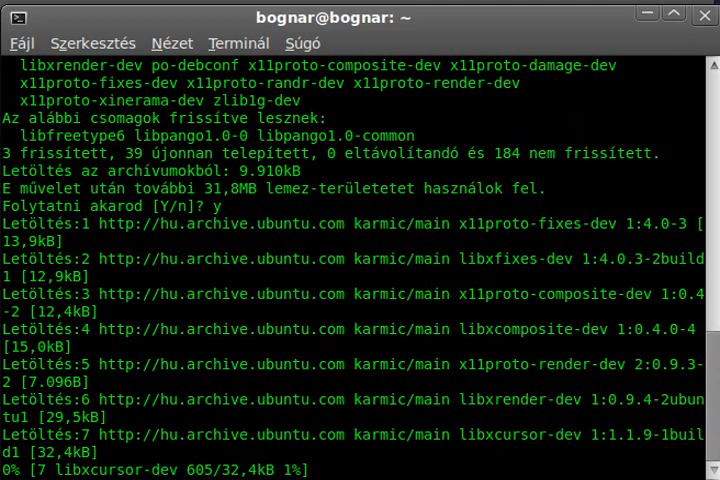 bognar@bognar: ~
Fájl Szerkesztés Nézet Terminál Súgó
libxrender-dev po-debconf x11proto-composite-dev x11proto-damage-dev
x11proto-fixes-dev x11proto-randr-dev x11proto-render-dev
x11proto-xinerama-dev zlib1g-dev
Az alábbi csomagok frissítve lesznek:
libfreetype6 libpango1.0-0 libpango1.0-common
3 frissített, 39 újonnan telepített, 0 eltávolítandó és 184 nem frissített.
Letöltés az archívumokból: 9.910kB
E művelet után további 31,8MB lemez-területetet használok fel.
Folytatni akarod [Y/n]? y
Letöltés:1 http://hu.archive.ubuntu.com karmic/main x11proto-fixes-dev 1:4.0-3 [
13,9kB]
Letöltés:2 http://hu.archive.ubuntu.com karmic/main libxfixes-dev 1:4.0.3-2build
1 [12,9kB]
Letöltés:3 http://hu.archive.ubuntu.com karmic/main x11proto-composite-dev 1:0.4
-2 [12,4kB]
Letöltés:4 http://hu.archive.ubuntu.com karmic/main libxcomposite-dev 1:0.4.0-4
[15,0kB]
Letöltés:5 http://hu.archive.ubuntu.com karmic/main x11proto-render-dev 2:0.9.3-
2 [7.096B]
Letöltés:6 http://hu.archive.ubuntu.com karmic/main libxrender-dev 1:0.9.4-2ubun
tu1 [29,5kB]
Letöltés:7 http://hu.archive.ubuntu.com karmic/main libxcursor-dev 1:1.1.9-1buil
d1 [32,4kB]
0% [7 libxcursor-dev 605/32,4kB 1%]